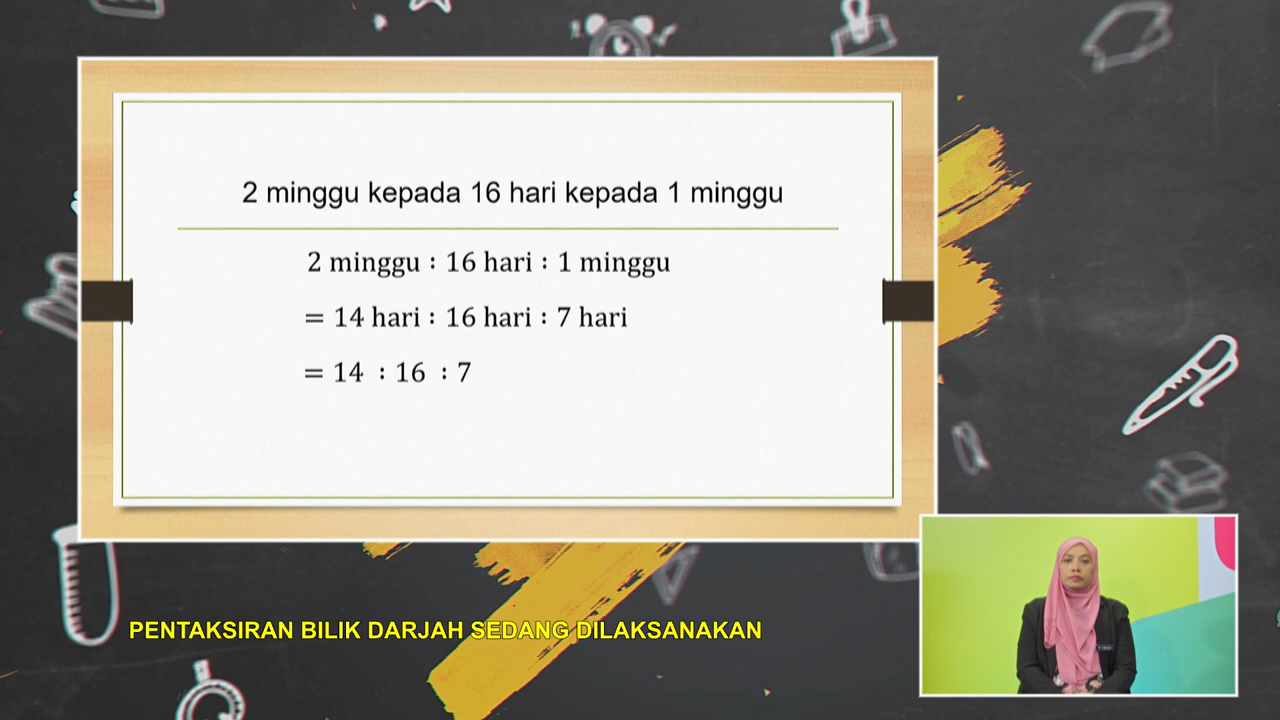 2 minggu kepada 16 hari kepada 1 minggu
2 minggu : 16 hari : 1 minggu
= 14 hari : 16 hari : 7 hari
= 14 : 16 : 7
PENTAKSIRAN BILIK DARJAH SEDANG DILAKSANAKAN